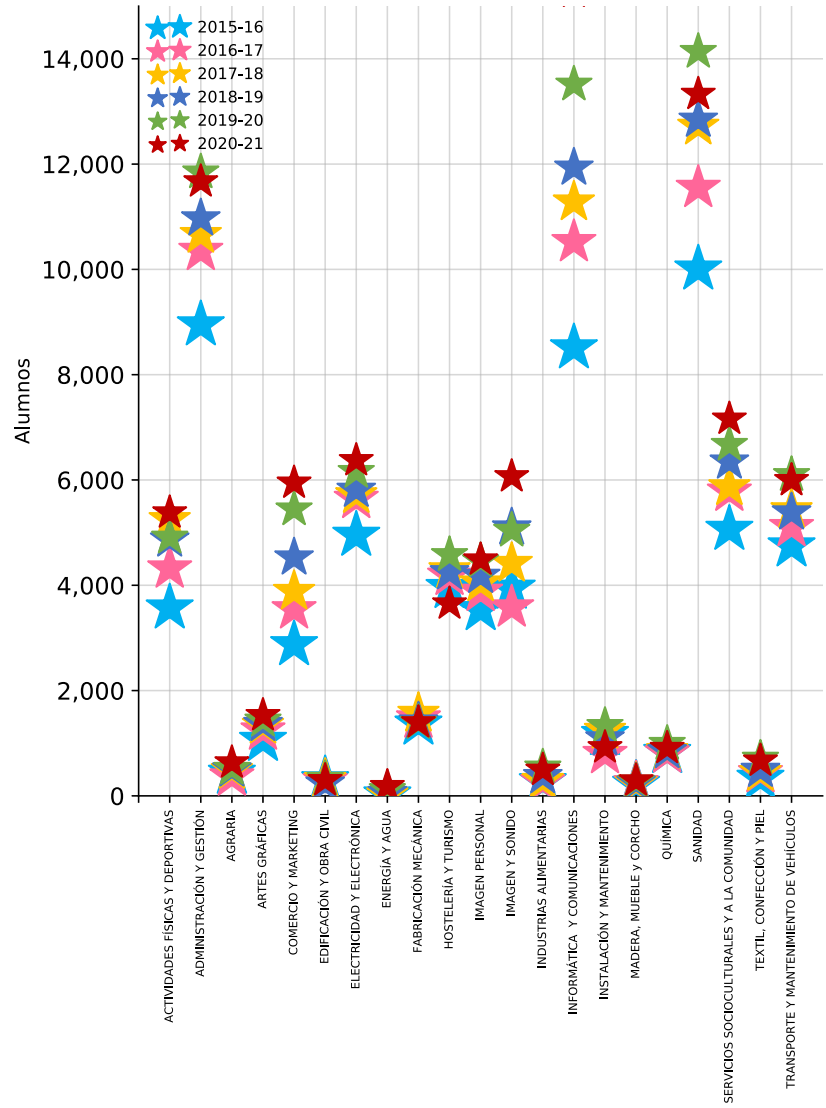 2015-16
2016-17
2017-18
2018-19
2019-20
2020-21
Alumnos
14,000
12,000
10,000
8,000
6,000
4,000
2,000
0
ACTIVIDADES FÍSICAS Y DEPORTIVAS
ADMINISTRACIÓN Y GESTIÓN
AGRARIA
ARTES GRÁFICAS
COMERCIO Y MARKETING
EDIFICACIÓN Y OBRA CIVIL
ELECTRICIDAD Y ELECTRÓNICA
ENERGÍA Y AGUA
FABRICACIÓN MECÁNICA
HOSTELERÍA Y TURISMO
IMAGEN PERSONAL
IMAGEN Y SONIDO
INDUSTRIAS ALIMENTARIAS
INFORMÁTICA Y COMUNICACIONES
INSTALACIÓN Y MANTENIMIENTO
MADERA, MUEBLE y CORCHO
QUÍMICA
SANIDAD
SERVICIOS SOCIOCULTURALES Y A LA COMUNIDAD
TEXTIL, CONFECCIÓN Y PIEL
TRANSPORTE Y MANTENIMIENTO DE VEHÍCULOS